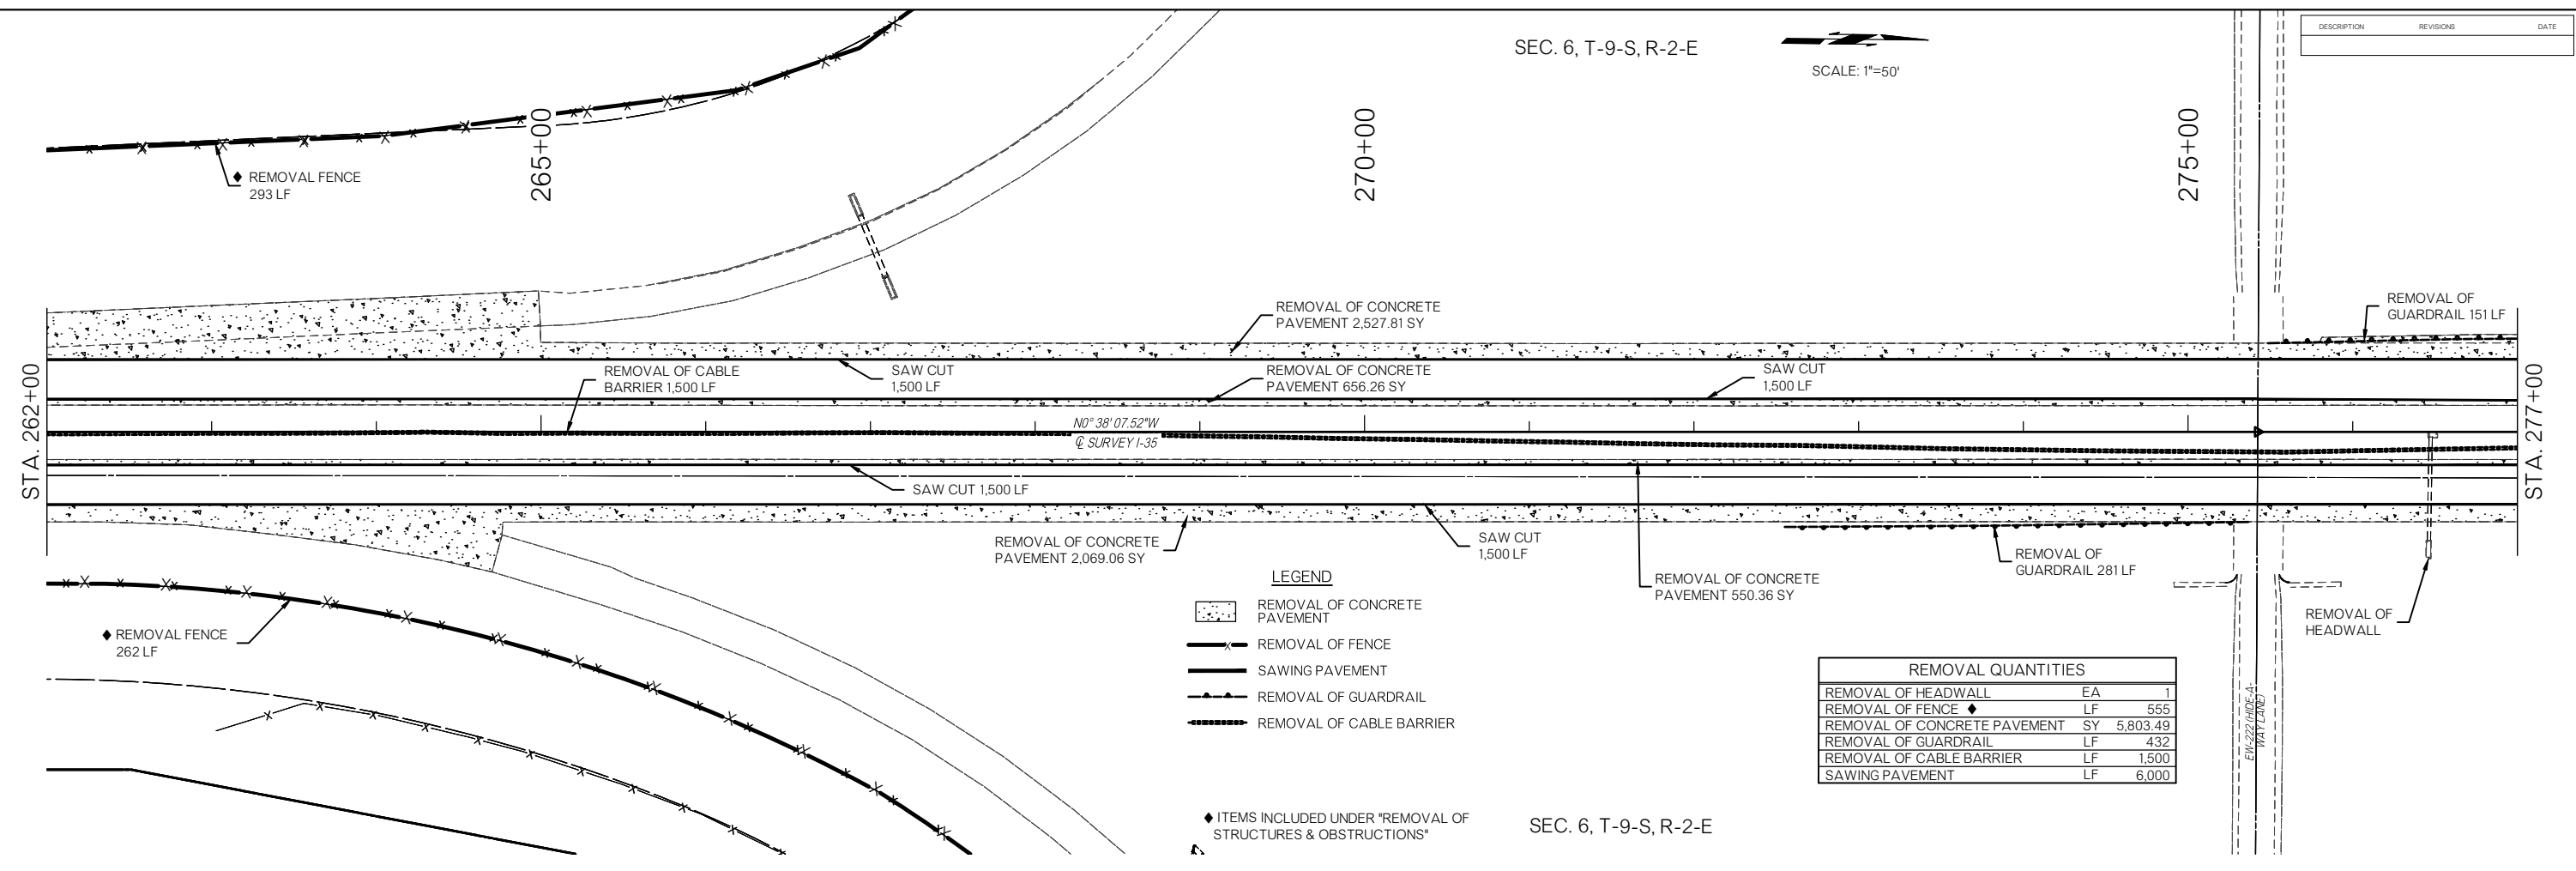 DESCRIPTION REVISIONS DATE
SEC. 6, T-9-S, R-2-E
SCALE: 1"=50'
265+00
270+00
275+00
♦ REMOVAL FENCE
293 LF
REMOVAL OF CONCRETE
PAVEMENT 2,527.81 SY
REMOVAL OF
GUARDRAIL 151 LF
STA. 262+00
REMOVAL OF CABLE
BARRIER 1,500 LF
SAW CUT
1,500 LF
REMOVAL OF CONCRETE
PAVEMENT 656.26 SY
SAW CUT
1,500 LF
STA. 277+00
N0° 38' 07.52"W
℄ SURVEY I-35
SAW CUT 1,500 LF
REMOVAL OF CONCRETE
PAVEMENT 2,069.06 SY
SAW CUT
1,500 LF
REMOVAL OF CONCRETE
PAVEMENT 550.36 SY
REMOVAL OF
GUARDRAIL 281 LF
REMOVAL OF
HEADWALL
♦ REMOVAL FENCE
262 LF
LEGEND
REMOVAL OF CONCRETE
PAVEMENT
REMOVAL OF FENCE
SAWING PAVEMENT
REMOVAL OF GUARDRAIL
REMOVAL OF CABLE BARRIER
REMOVAL QUANTITIES
REMOVAL OF HEADWALL EA 1
REMOVAL OF FENCE ♦ LF 555
REMOVAL OF CONCRETE PAVEMENT SY 5,803.49
REMOVAL OF GUARDRAIL LF 432
REMOVAL OF CABLE BARRIER LF 1,500
SAWING PAVEMENT LF 6,000
EW-222 (HIDE-A-
WAY LANE)
♦ ITEMS INCLUDED UNDER "REMOVAL OF
STRUCTURES & OBSTRUCTIONS"
SEC. 6, T-9-S, R-2-E